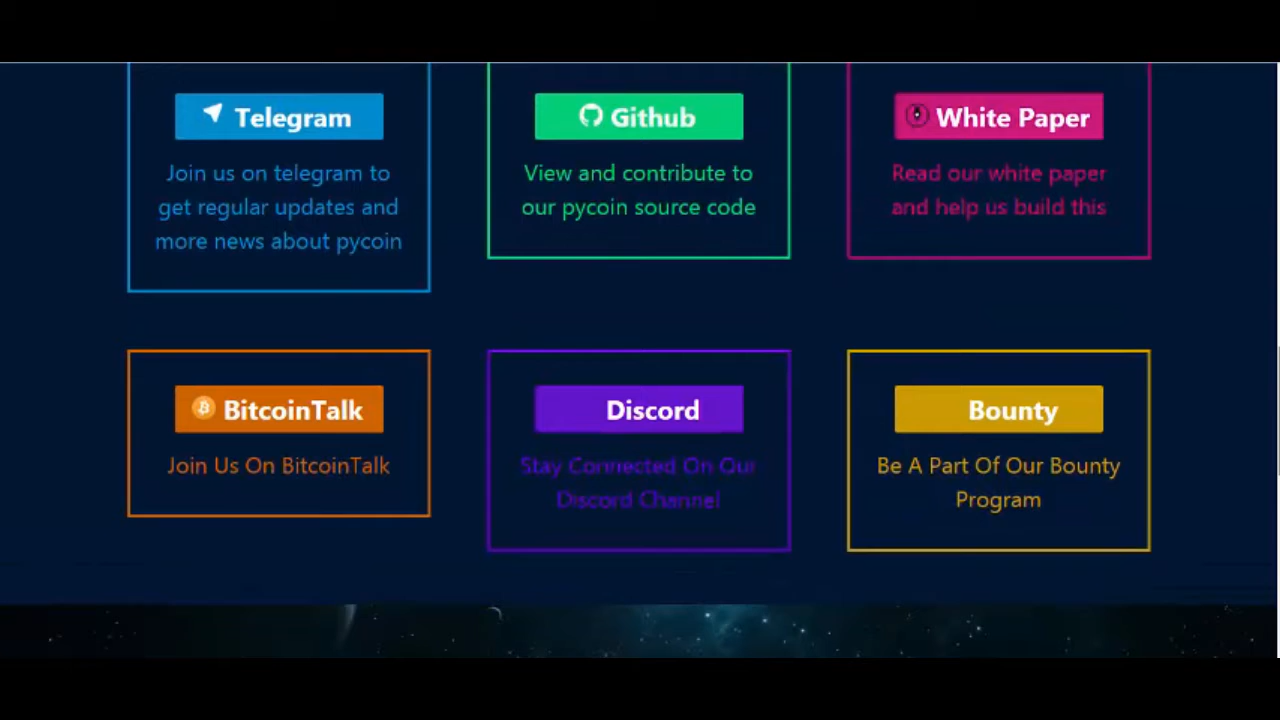 Telegram
Join us on telegram to
get regular updates and
more news about pycoin
Github
View and contribute to
our pycoin source code
White Paper
Read our white paper
and help us build this
BitcoinTalk
Join Us On BitcoinTalk
Discord
Stay Connected On Our
Discord Channel
Bounty
Be A Part Of Our Bounty
Program